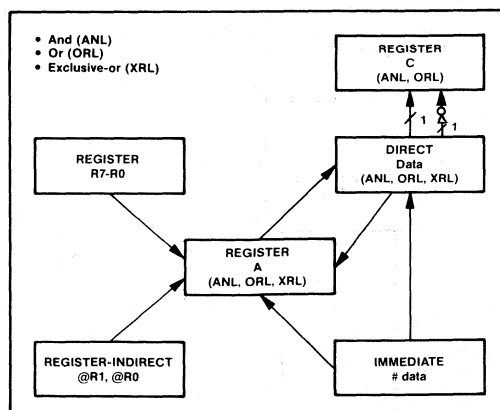 • And (ANL)
• Or (ORL)
• Exclusive-or (XRL)
REGISTER
C
(ANL, ORL)
1
1
REGISTER
R7-R0
DIRECT
Data
(ANL, ORL, XRL)
REGISTER
A
(ANL, ORL, XRL)
REGISTER-INDIRECT
@R1, @R0
IMMEDIATE
# data